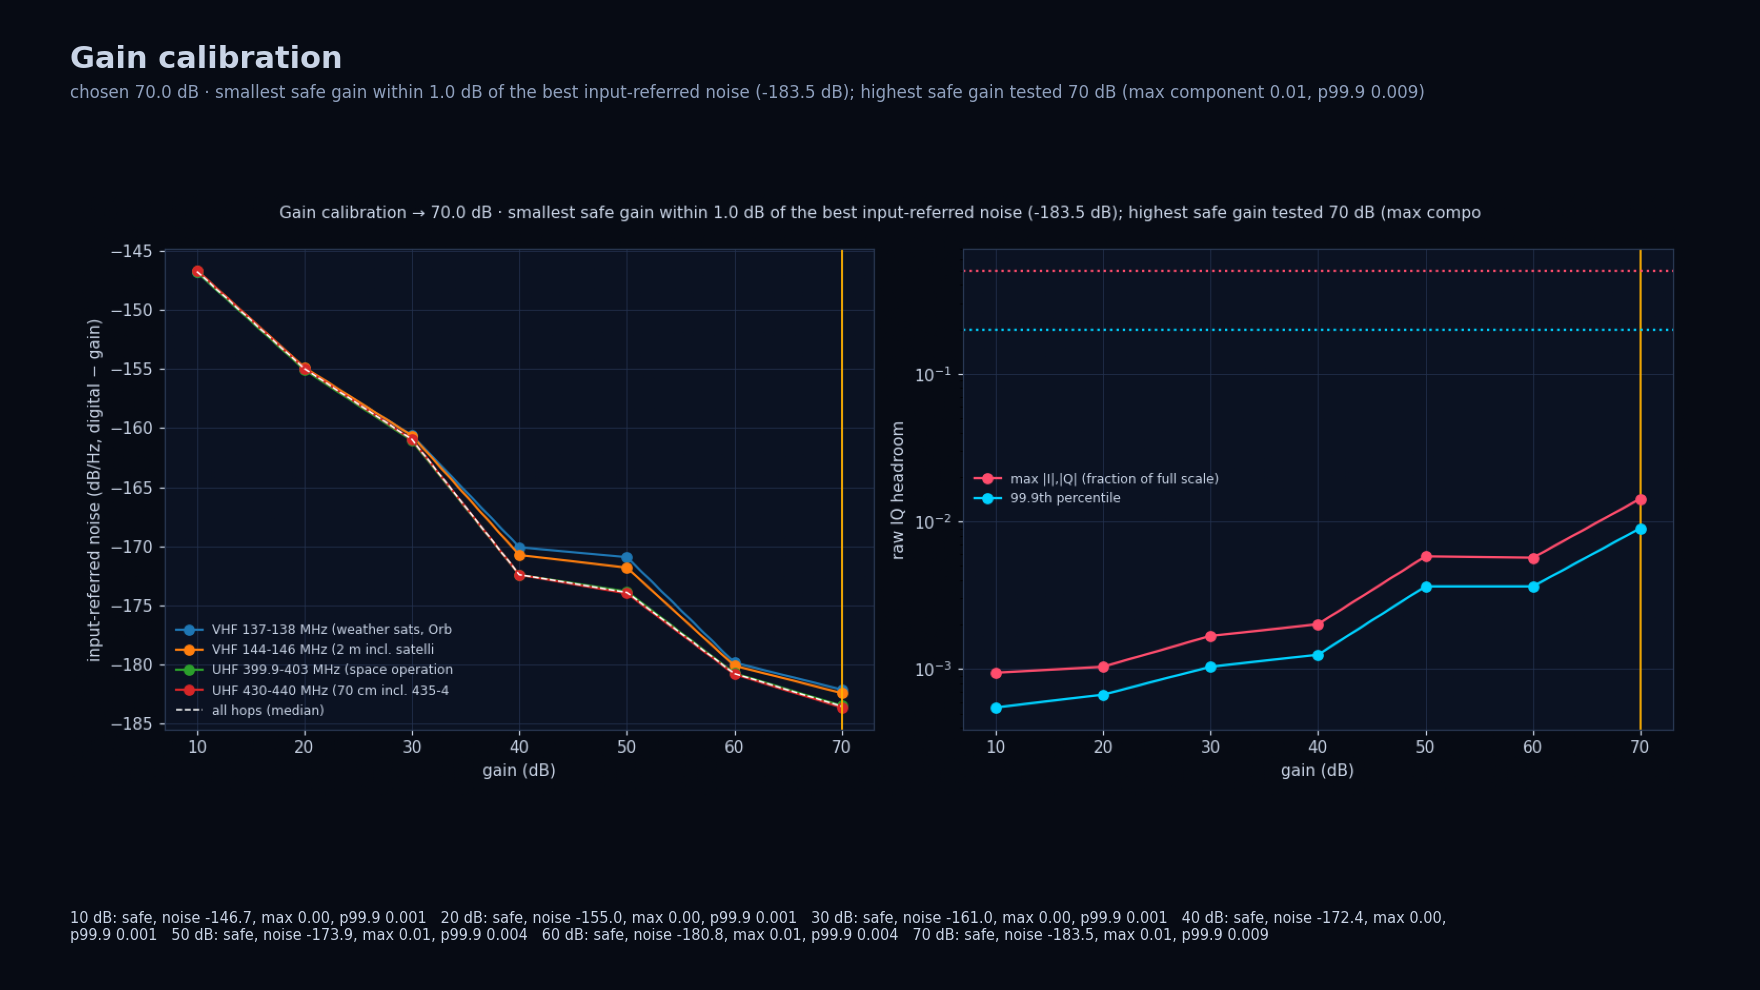 Gain calibration
chosen 70.0 dB · smallest safe gain within 1.0 dB of the best input-referred noise (-183.5 dB); highest safe gain tested 70 dB (max component 0.01, p99.9 0.009)
Gain calibration → 70.0 dB · smallest safe gain within 1.0 dB of the best input-referred noise (-183.5 dB); highest safe gain tested 70 dB (max compo
input-referred noise (dB/Hz, digital − gain)
−145
−150
−155
−160
−165
−170
−175
−180
−185
VHF 137-138 MHz (weather sats, Orb
VHF 144-146 MHz (2 m incl. satelli
UHF 399.9-403 MHz (space operation
UHF 430-440 MHz (70 cm incl. 435-4
all hops (median)
10 20 30 40 50 60 70
gain (dB)
raw IQ headroom
10⁻¹
10⁻²
10⁻³
max |I|,|Q| (fraction of full scale)
99.9th percentile
10 20 30 40 50 60 70
gain (dB)
10 dB: safe, noise -146.7, max 0.00, p99.9 0.001 20 dB: safe, noise -155.0, max 0.00, p99.9 0.001 30 dB: safe, noise -161.0, max 0.00, p99.9 0.001 40 dB: safe, noise -172.4, max 0.00,
p99.9 0.001 50 dB: safe, noise -173.9, max 0.01, p99.9 0.004 60 dB: safe, noise -180.8, max 0.01, p99.9 0.004 70 dB: safe, noise -183.5, max 0.01, p99.9 0.009